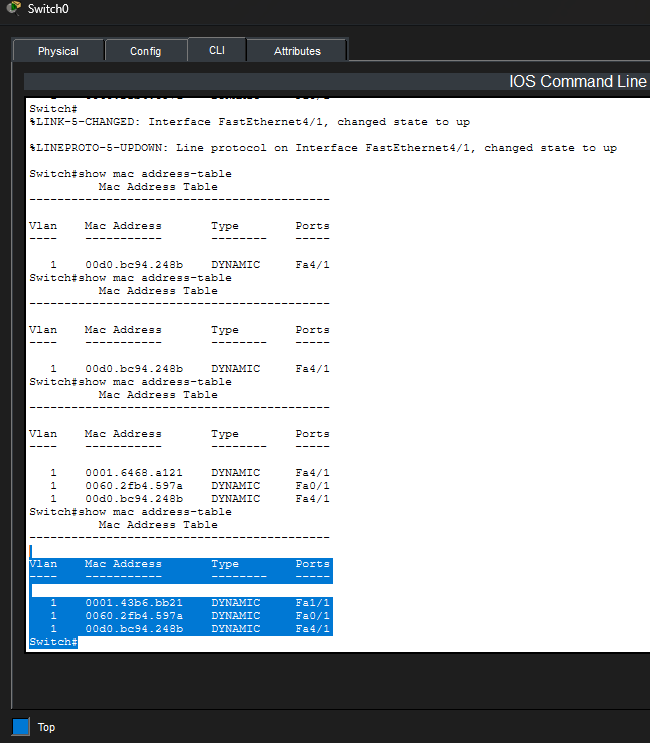 Switch0
Physical Config CLI Attributes
IOS Command Line
Switch#
%LINK-5-CHANGED: Interface FastEthernet4/1, changed state to up
%LINEPROTO-5-UPDOWN: Line protocol on Interface FastEthernet4/1, changed state to up
Switch#show mac address-table
Mac Address Table
-------------------------------------------
Vlan    Mac Address       Type        Ports
----    -----------       --------    -----
1    00d0.bc94.248b    DYNAMIC     Fa4/1
Switch#show mac address-table
Mac Address Table
-------------------------------------------
Vlan    Mac Address       Type        Ports
----    -----------       --------    -----
1    00d0.bc94.248b    DYNAMIC     Fa4/1
Switch#show mac address-table
Mac Address Table
-------------------------------------------
Vlan    Mac Address       Type        Ports
----    -----------       --------    -----
1    0001.6468.a121    DYNAMIC     Fa4/1
1    0060.2fb4.597a    DYNAMIC     Fa0/1
1    00d0.bc94.248b    DYNAMIC     Fa4/1
Switch#show mac address-table
Mac Address Table
-------------------------------------------
Vlan    Mac Address       Type        Ports
----    -----------       --------    -----
1    0001.43b6.bb21    DYNAMIC     Fa1/1
1    0060.2fb4.597a    DYNAMIC     Fa0/1
1    00d0.bc94.248b    DYNAMIC     Fa4/1
Switch#
Top